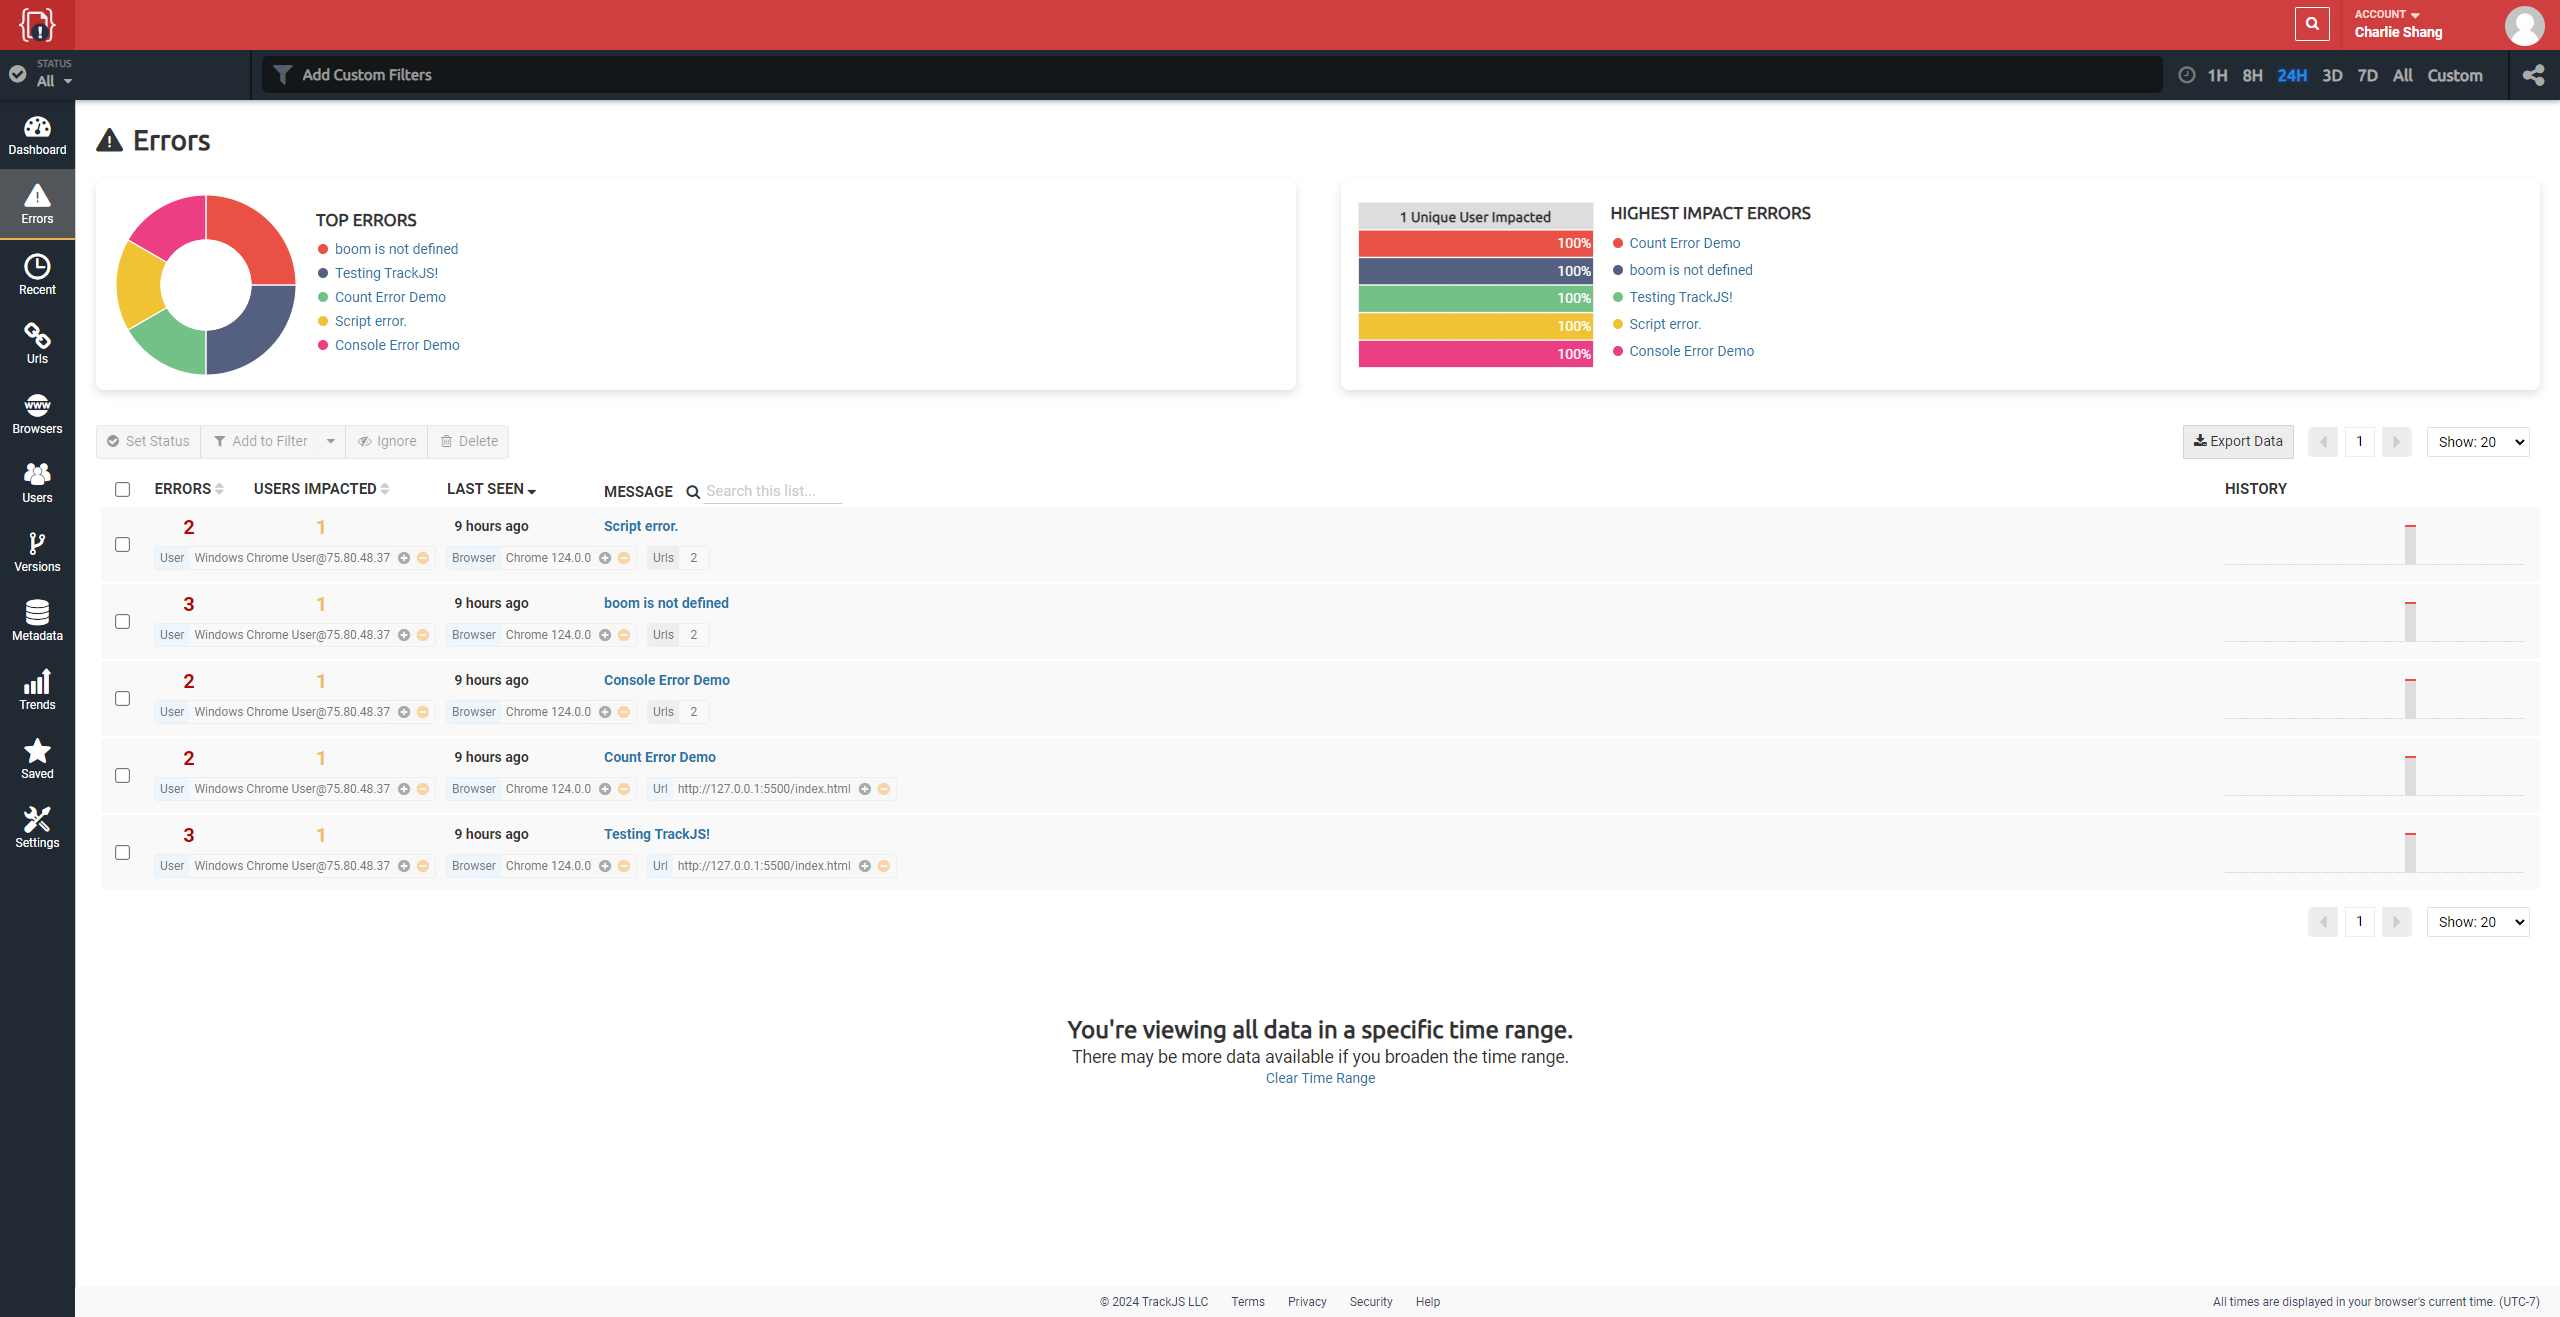 ACCOUNT
Charlie Shang
STATUS
All
Add Custom Filters
1H 8H 24H 3D 7D All Custom
Dashboard
Errors
Recent
Urls
WWW
Browsers
Users
Versions
Metadata
Trends
Saved
Settings
Errors
TOP ERRORS
boom is not defined
Testing TrackJS!
Count Error Demo
Script error.
Console Error Demo
1 Unique User Impacted
100%
100%
100%
100%
100%
HIGHEST IMPACT ERRORS
Count Error Demo
boom is not defined
Testing TrackJS!
Script error.
Console Error Demo
Set Status Add to Filter Ignore Delete
Export Data 1 Show: 20
ERRORS USERS IMPACTED LAST SEEN MESSAGE Search this list... HISTORY
2 1 9 hours ago Script error.
User Windows Chrome User@75.80.48.37 Browser Chrome 124.0.0 Urls 2
3 1 9 hours ago boom is not defined
User Windows Chrome User@75.80.48.37 Browser Chrome 124.0.0 Urls 2
2 1 9 hours ago Console Error Demo
User Windows Chrome User@75.80.48.37 Browser Chrome 124.0.0 Urls 2
2 1 9 hours ago Count Error Demo
User Windows Chrome User@75.80.48.37 Browser Chrome 124.0.0 Url http://127.0.0.1:5500/index.html
3 1 9 hours ago Testing TrackJS!
User Windows Chrome User@75.80.48.37 Browser Chrome 124.0.0 Url http://127.0.0.1:5500/index.html
1 Show: 20
You're viewing all data in a specific time range.
There may be more data available if you broaden the time range.
Clear Time Range
© 2024 TrackJS LLC Terms Privacy Security Help
All times are displayed in your browser's current time. (UTC-7)